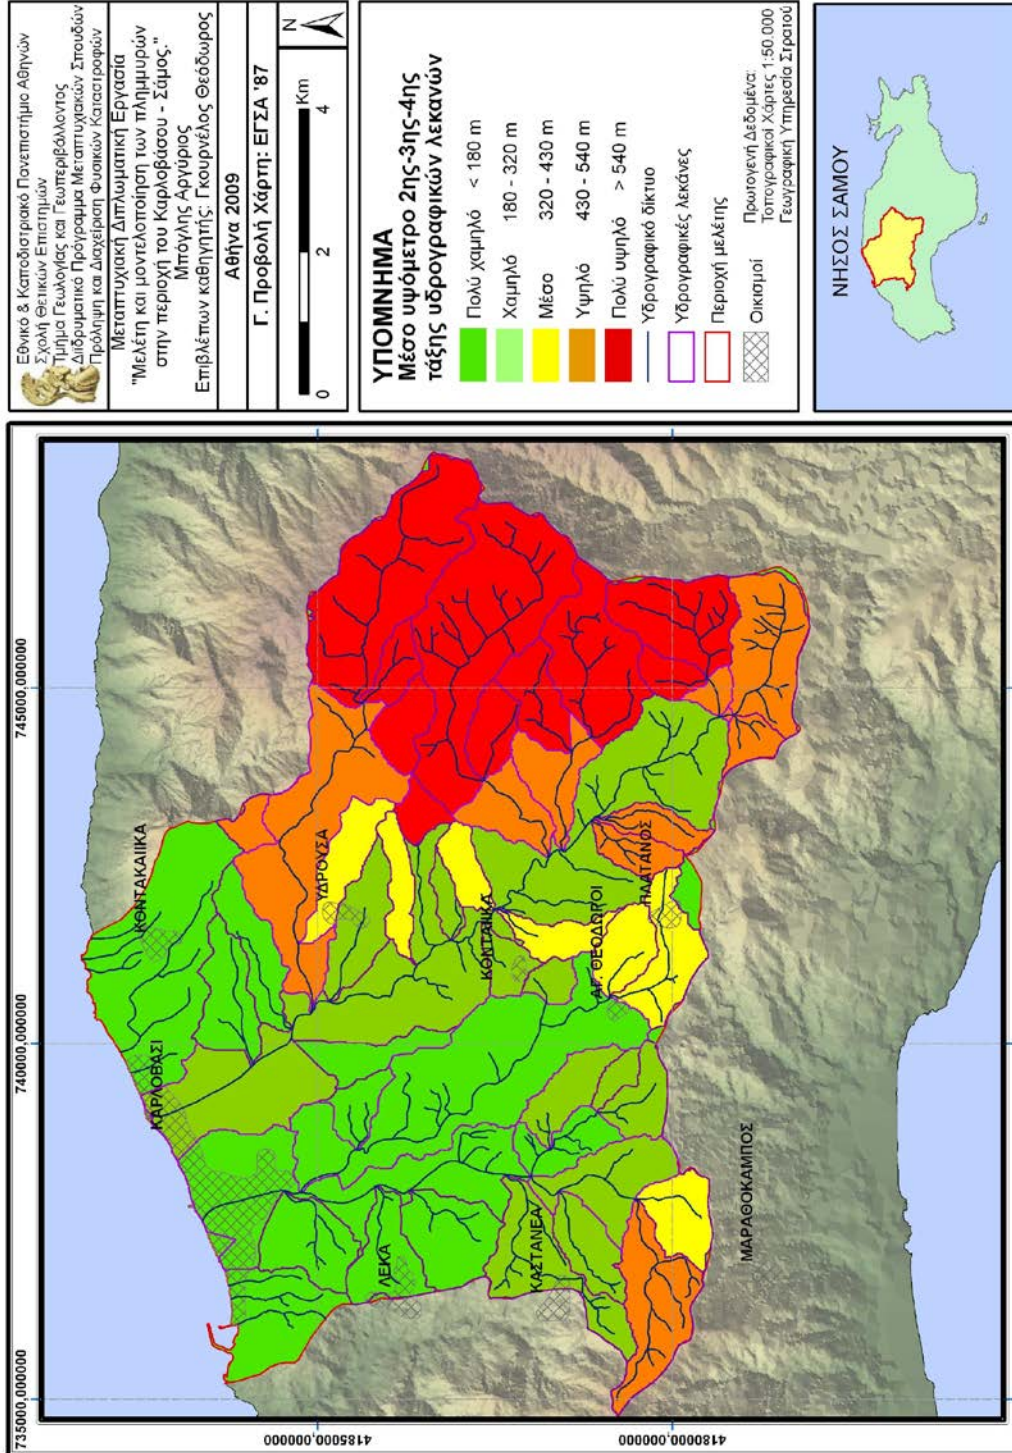 Εθνικό & Καποδιστριακό Πανεπιστήμιο Αθηνών
Σχολή Θετικών Επιστημών
Τμήμα Γεωλογίας και Γεωπεριβάλλοντος
Διϊδρυματικό Πρόγραμμα Μεταπτυχιακών Σπουδών
Πρόληψη και Διαχείριση Φυσικών Καταστροφών
Μεταπτυχιακή Διπλωματική Εργασία
"Μελέτη και μοντελοποίηση των πλημμυρών
στην περιοχή του Καρλοβάσου - Σάμος."
Μπόγλης Αργύριος
Επιβλέπων καθηγητής: Γκουρνέλος Θεόδωρος
Αθήνα 2009
Γ. Προβολή Χάρτη: ΕΓΣΑ '87
N
0 2 4 Km
ΥΠΟΜΝΗΜΑ
Μέσο υψόμετρο 2ης-3ης-4ης
τάξης υδρογραφικών λεκανών
Πολύ χαμηλό < 180 m
Χαμηλό 180 - 320 m
Μέσο 320 - 430 m
Υψηλό 430 - 540 m
Πολύ υψηλό > 540 m
Υδρογραφικό δίκτυο
Υδρογραφικές λεκάνες
Περιοχή μελέτης
Οικισμοί
Πρωτογενή Δεδομένα:
Τοπογραφικοί Χάρτες 1:50.000
Γεωγραφική Υπηρεσία Στρατού
ΝΗΣΟΣ ΣΑΜΟΥ
735000,000000
740000,000000
745000,000000
4185000,000000
4180000,000000
ΚΑΡΛΟΒΑΣΙ
ΚΟΝΤΑΚΑΙΙΚΑ
ΥΔΡΟΥΣΑ
ΛΕΚΑ
ΚΟΝΤΑΙΙΚΑ
ΚΑΣΤΑΝΕΑ
ΑΓ. ΘΕΟΔΩΡΟΙ
ΠΛΑΤΑΝΟΣ
ΜΑΡΑΘΟΚΑΜΠΟΣ